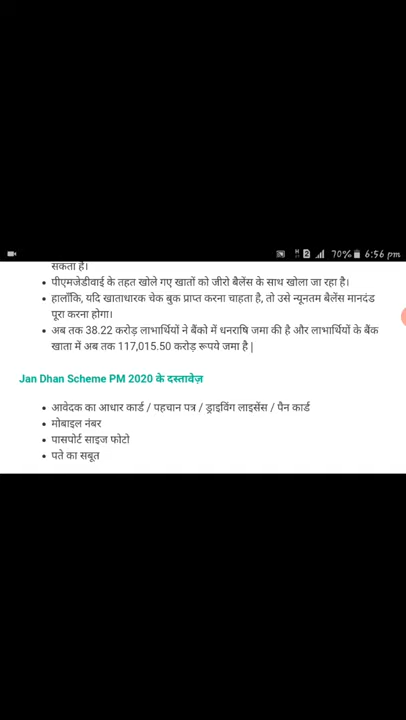 70% 6:56 pm
सकता है।
• पीएमजेडीवाई के तहत खोले गए खातों को जीरो बैलेंस के साथ खोला जा रहा है।
• हालाँकि, यदि खाताधारक चेक बुक प्राप्त करना चाहता है, तो उसे न्यूनतम बैलेंस मानदंड
पूरा करना होगा।
• अब तक 38.22 करोड़ लाभार्थियों ने बैंको में धनराषि जमा की है और लाभार्थियों के बैंक
खाता में अब तक 117,015.50 करोड़ रूपये जमा है |
Jan Dhan Scheme PM 2020 के दस्तावेज़
• आवेदक का आधार कार्ड / पहचान पत्र / ड्राइविंग लाइसेंस / पैन कार्ड
• मोबाइल नंबर
• पासपोर्ट साइज फोटो
• पते का सबूत